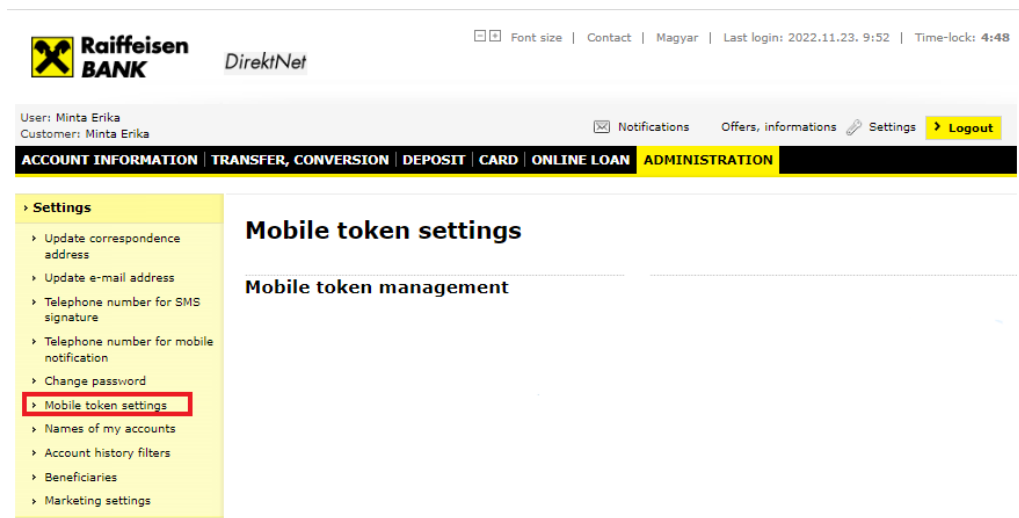 Raiffeisen
BANK
DirektNet
Font size | Contact | Magyar | Last login: 2022.11.23. 9:52 | Time-lock: 4:48
User: Minta Erika
Customer: Minta Erika
Notifications Offers, informations Settings › Logout
ACCOUNT INFORMATION | TRANSFER, CONVERSION | DEPOSIT | CARD | ONLINE LOAN ADMINISTRATION
› Settings
› Update correspondence
address
› Update e-mail address
› Telephone number for SMS
signature
› Telephone number for mobile
notification
› Change password
› Mobile token settings
› Names of my accounts
› Account history filters
› Beneficiaries
› Marketing settings
Mobile token settings
Mobile token management